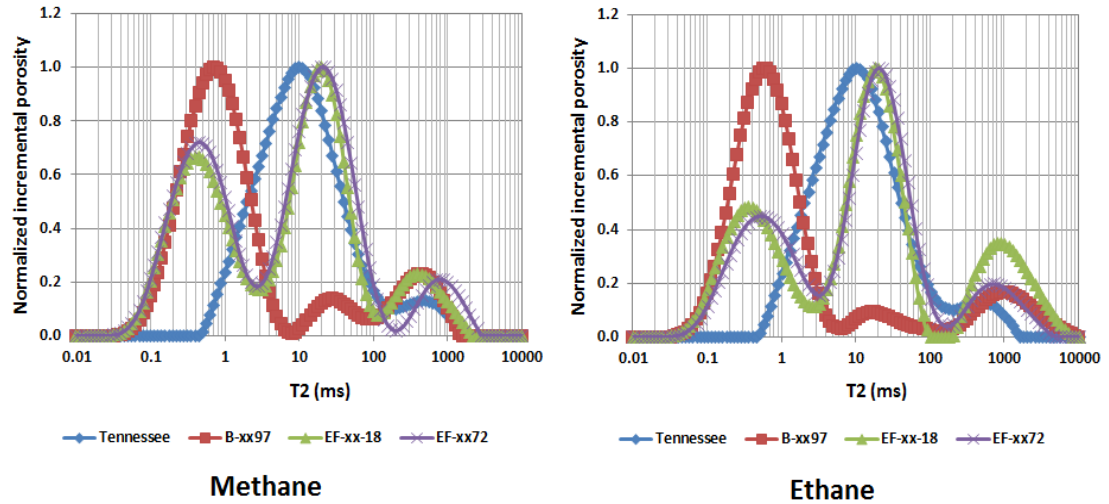 Normalized incremental porosity
1.2
1.0
0.8
0.6
0.4
0.2
0.0
0.01 0.1 1 10 100 1000 10000
T2 (ms)
Tennessee B-xx97 EF-xx-18 EF-xx72
Methane
Normalized incremental porosity
1.2
1.0
0.8
0.6
0.4
0.2
0.0
0.01 0.1 1 10 100 1000 10000
T2 (ms)
Tennessee B-xx97 EF-xx-18 EF-xx72
Ethane